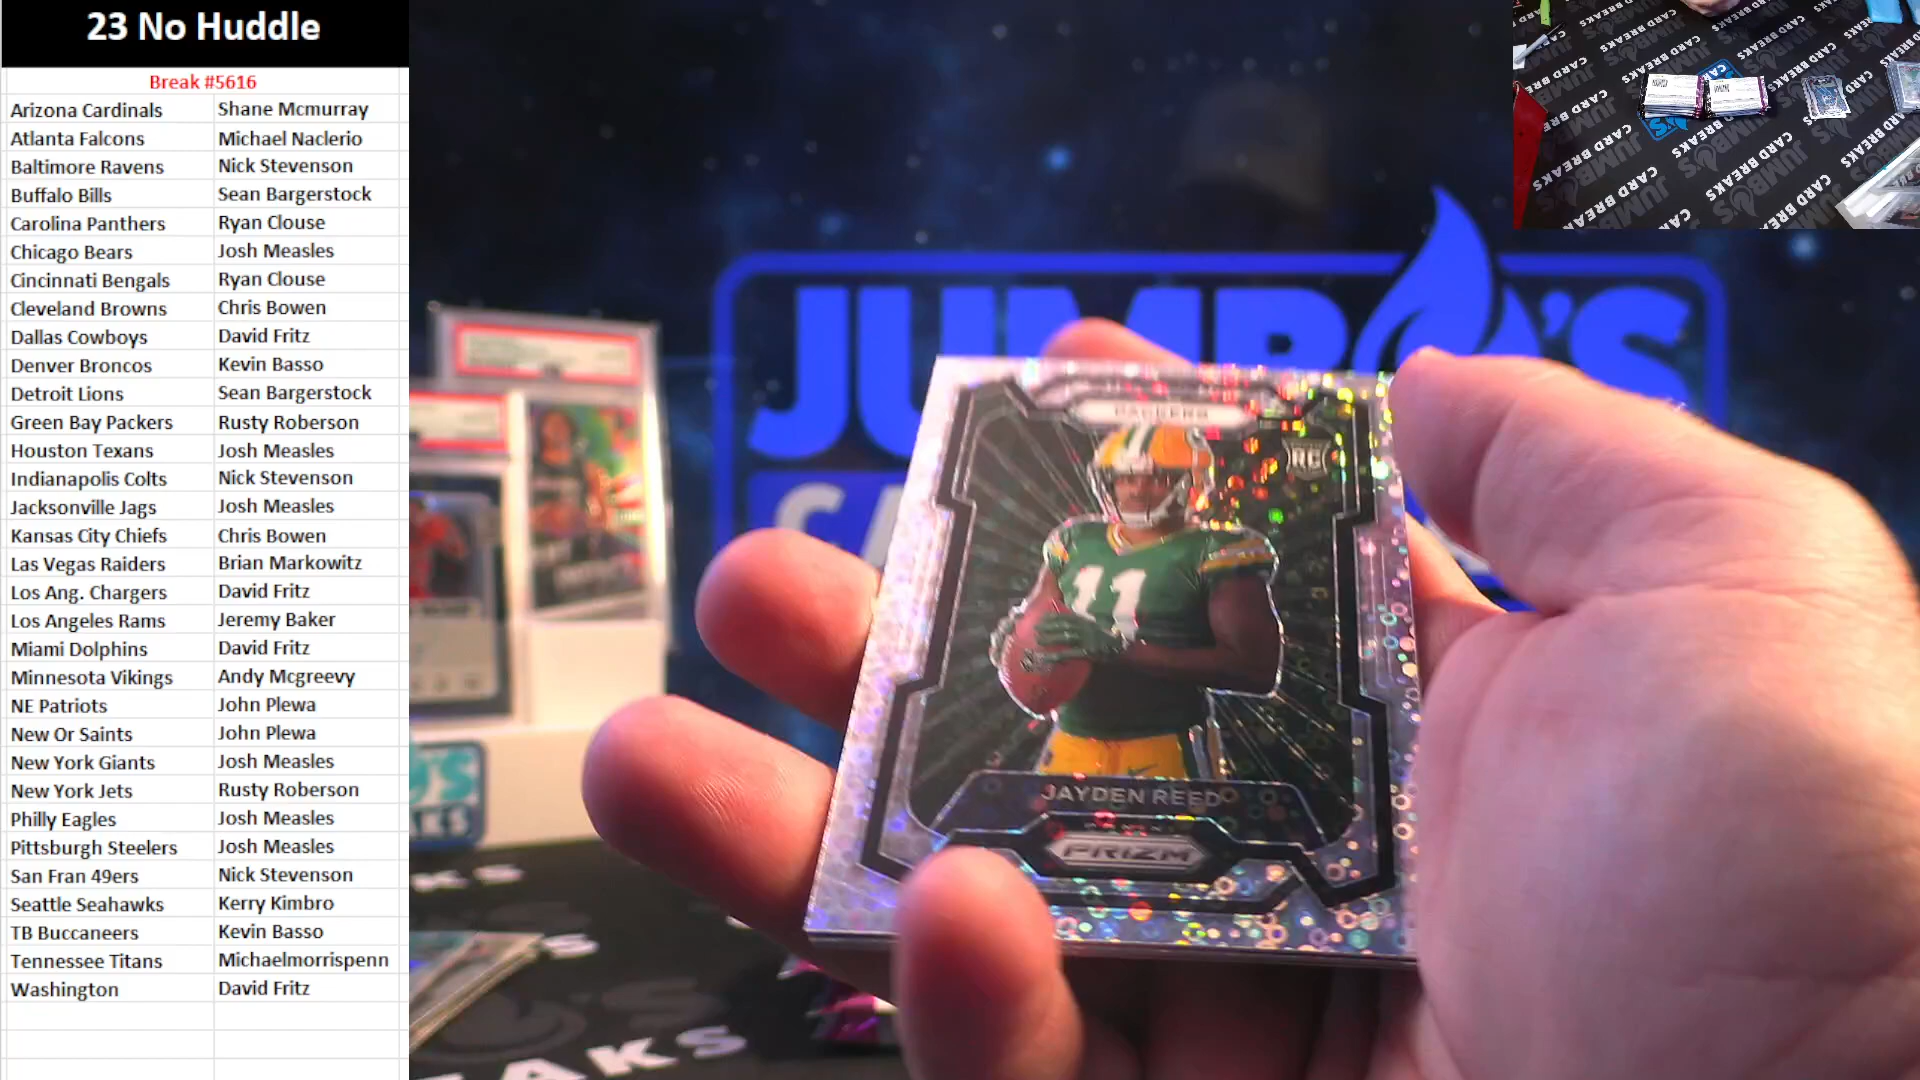 23 No Huddle
Break #5616
Arizona Cardinals Shane Mcmurray
Atlanta Falcons Michael Naclerio
Baltimore Ravens Nick Stevenson
Buffalo Bills Sean Bargerstock
Carolina Panthers Ryan Clouse
Chicago Bears Josh Measles
Cincinnati Bengals Ryan Clouse
Cleveland Browns Chris Bowen
Dallas Cowboys David Fritz
Denver Broncos Kevin Basso
Detroit Lions Sean Bargerstock
Green Bay Packers Rusty Roberson
Houston Texans Josh Measles
Indianapolis Colts Nick Stevenson
Jacksonville Jags Josh Measles
Kansas City Chiefs Chris Bowen
Las Vegas Raiders Brian Markowitz
Los Ang. Chargers David Fritz
Los Angeles Rams Jeremy Baker
Miami Dolphins David Fritz
Minnesota Vikings Andy Mcgreevy
NE Patriots John Plewa
New Or Saints John Plewa
New York Giants Josh Measles
New York Jets Rusty Roberson
Philly Eagles Josh Measles
Pittsburgh Steelers Josh Measles
San Fran 49ers Nick Stevenson
Seattle Seahawks Kerry Kimbro
TB Buccaneers Kevin Basso
Tennessee Titans Michaelmorrispenn
Washington David Fritz
PACKERS
RC
11
JAYDEN REED
PANINI
PRIZM
CARD BREAKS
JUMBO'S